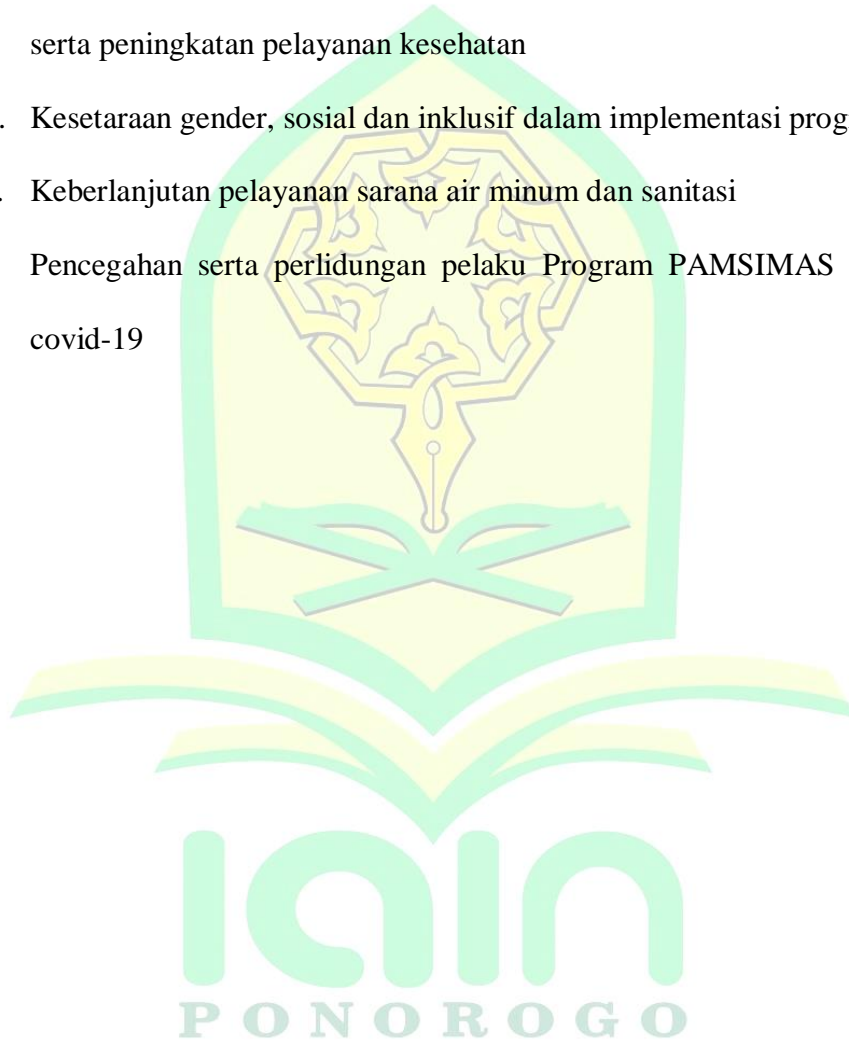 serta peningkatan pelayanan kesehatan
. Kesetaraan gender, sosial dan inklusif dalam implementasi
. Keberlanjutan pelayanan sarana air minum dan sanitasi
Pencegahan serta perlidungan pelaku Program PAMSIMAS
covid-19
iain
PONOROGO